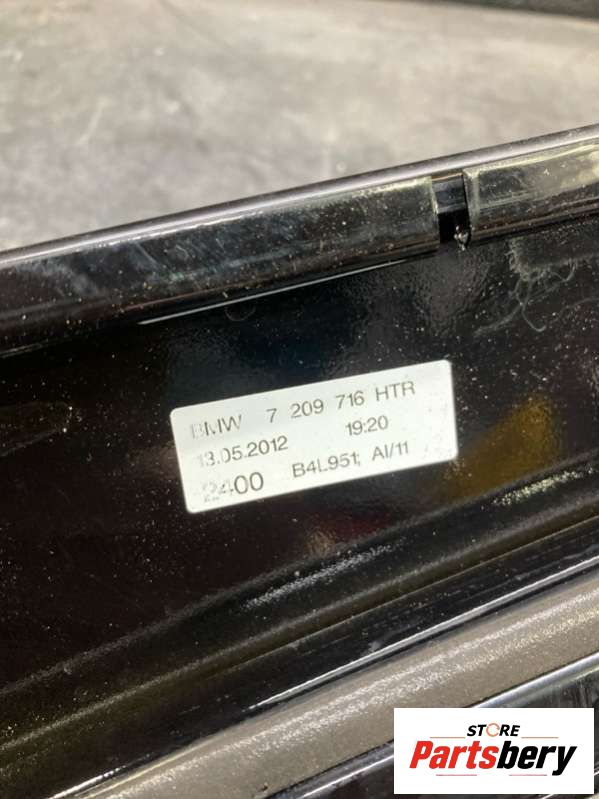 BMW 7 209 716 HTR
13.05.2012 19:20
2400 B4L951; AI/11
STORE
Partsbery